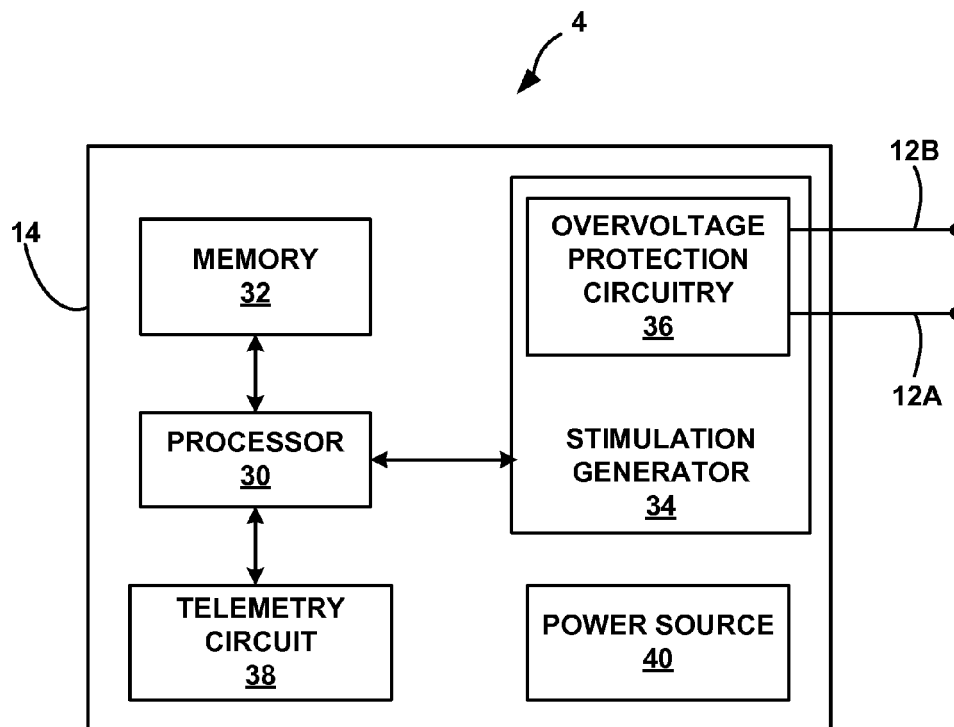 4
12B
14
MEMORY
32
OVERVOLTAGE
PROTECTION
CIRCUITRY
36
12A
PROCESSOR
30
STIMULATION
GENERATOR
34
TELEMETRY
CIRCUIT
38
POWER SOURCE
40